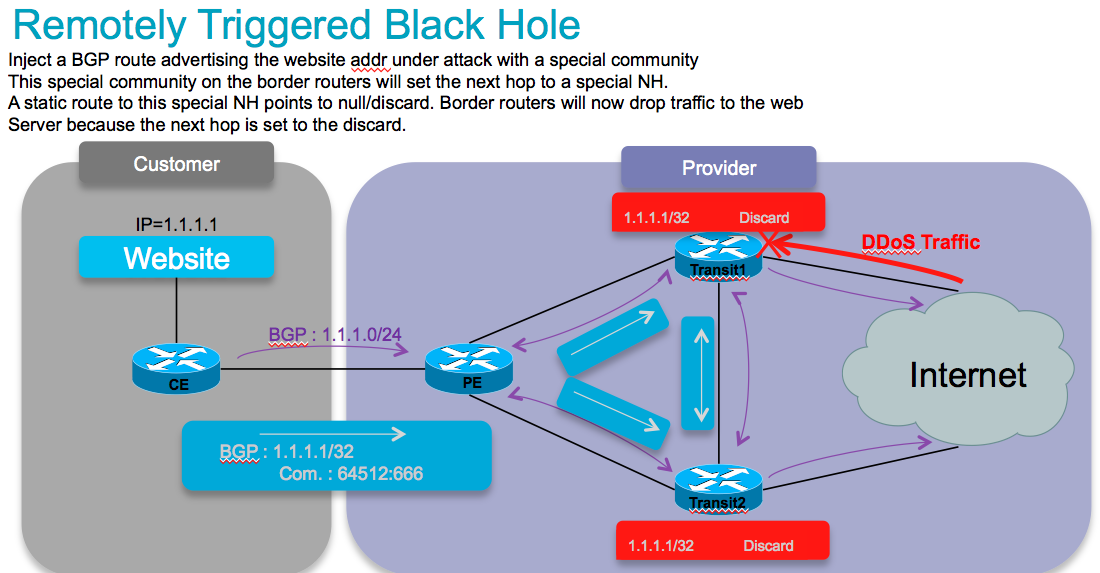 Remotely Triggered Black Hole
Inject a BGP route advertising the website addr under attack with a special community
This special community on the border routers will set the next hop to a special NH.
A static route to this special NH points to null/discard. Border routers will now drop traffic to the web
Server because the next hop is set to the discard.
Customer
Provider
IP=1.1.1.1
Website
1.1.1.1/32 Discard
DDoS Traffic
Transit1
BGP : 1.1.1.0/24
CE
PE
Internet
BGP : 1.1.1.1/32
Com. : 64512:666
Transit2
1.1.1.1/32 Discard